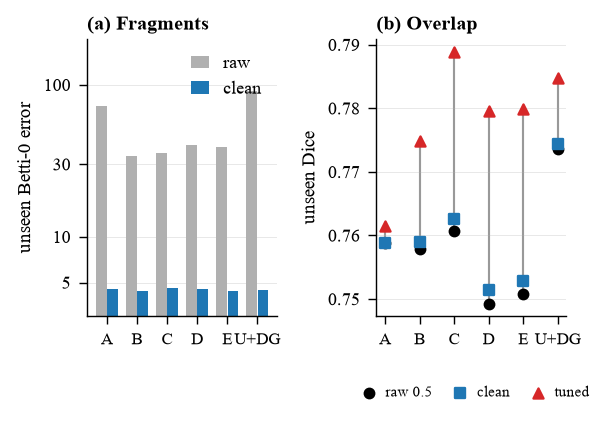 (a) Fragments
raw
clean
unseen Betti-0 error
100
30
10
5
A B C D E U+DG
(b) Overlap
unseen Dice
0.79
0.78
0.77
0.76
0.75
A B C D E U+DG
raw 0.5 clean tuned